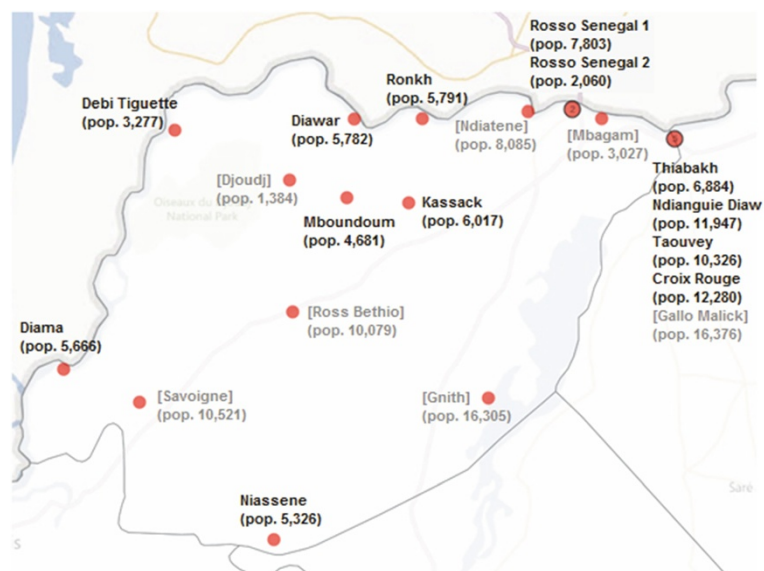 Rosso Senegal 1
(pop. 7,803)
Rosso Senegal 2
(pop. 2,060)
Ronkh
(pop. 5,791)
Debi Tiguette
(pop. 3,277)
Diawar
(pop. 5,782)
[Ndiatene]
(pop. 8,085)
2
[Mbagam]
(pop. 3,027)
5
[Djoudj]
(pop. 1,384)
Oiseaux du
National Park
Mboundoum
(pop. 4,681)
Kassack
(pop. 6,017)
Thiabakh
(pop. 6,884)
Ndianguie Diaw
(pop. 11,947)
Taouvey
(pop. 10,326)
Croix Rouge
(pop. 12,280)
[Gallo Malick]
(pop. 16,376)
[Ross Bethio]
(pop. 10,079)
Diama
(pop. 5,666)
[Savoigne]
(pop. 10,521)
[Gnith]
(pop. 16,305)
Niassene
(pop. 5,326)
Saré
S